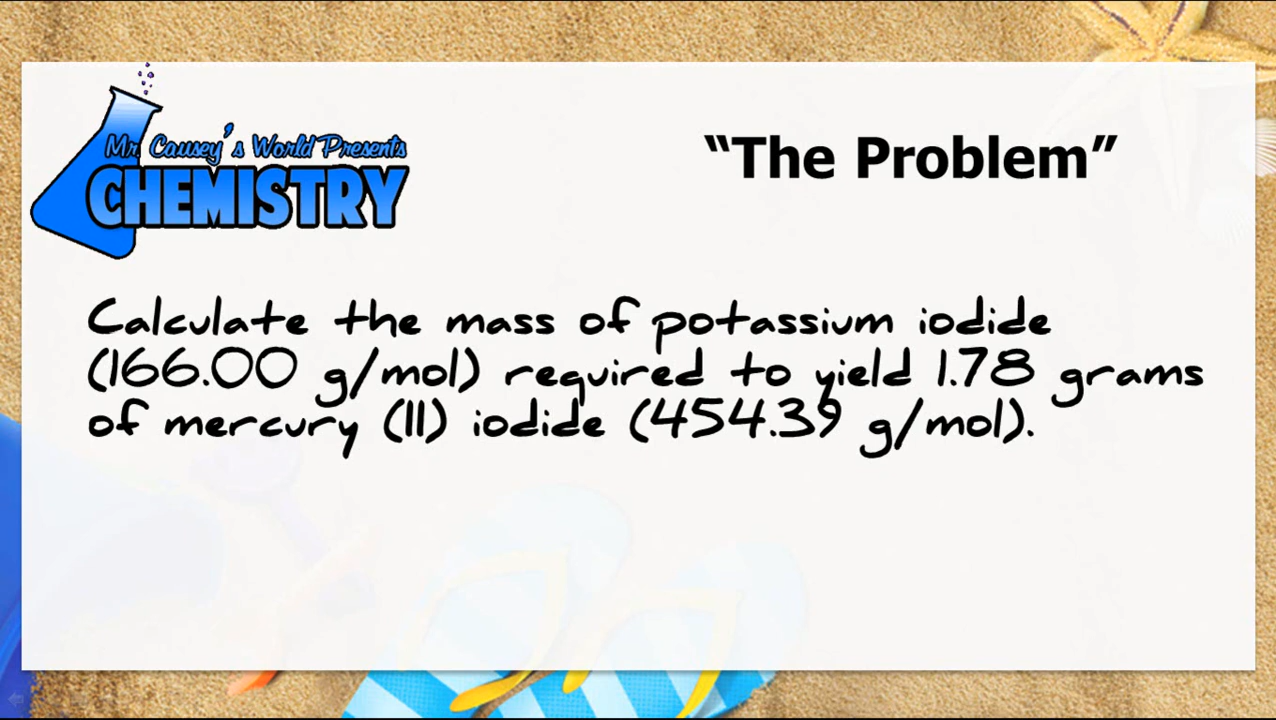 Mr. Causey's World Presents
CHEMISTRY
"The Problem"
Calculate the mass of potassium iodide
(166.00 g/mol) required to yield 1.78 grams
of mercury (II) iodide (454.39 g/mol).